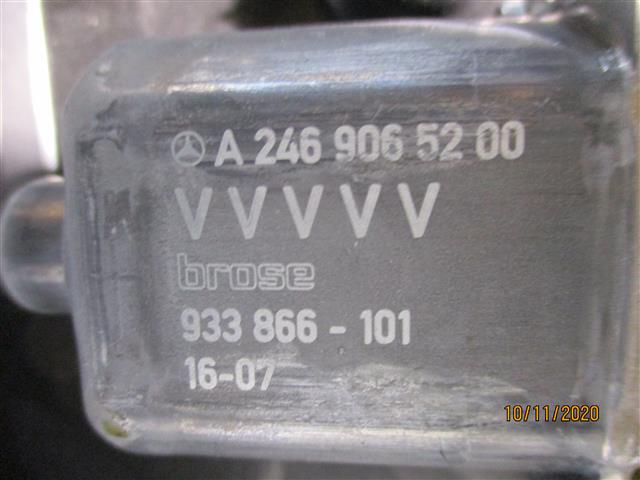 A 246 906 52 00
VVVVV
brose
933 866 - 101
16-07
10/11/2020